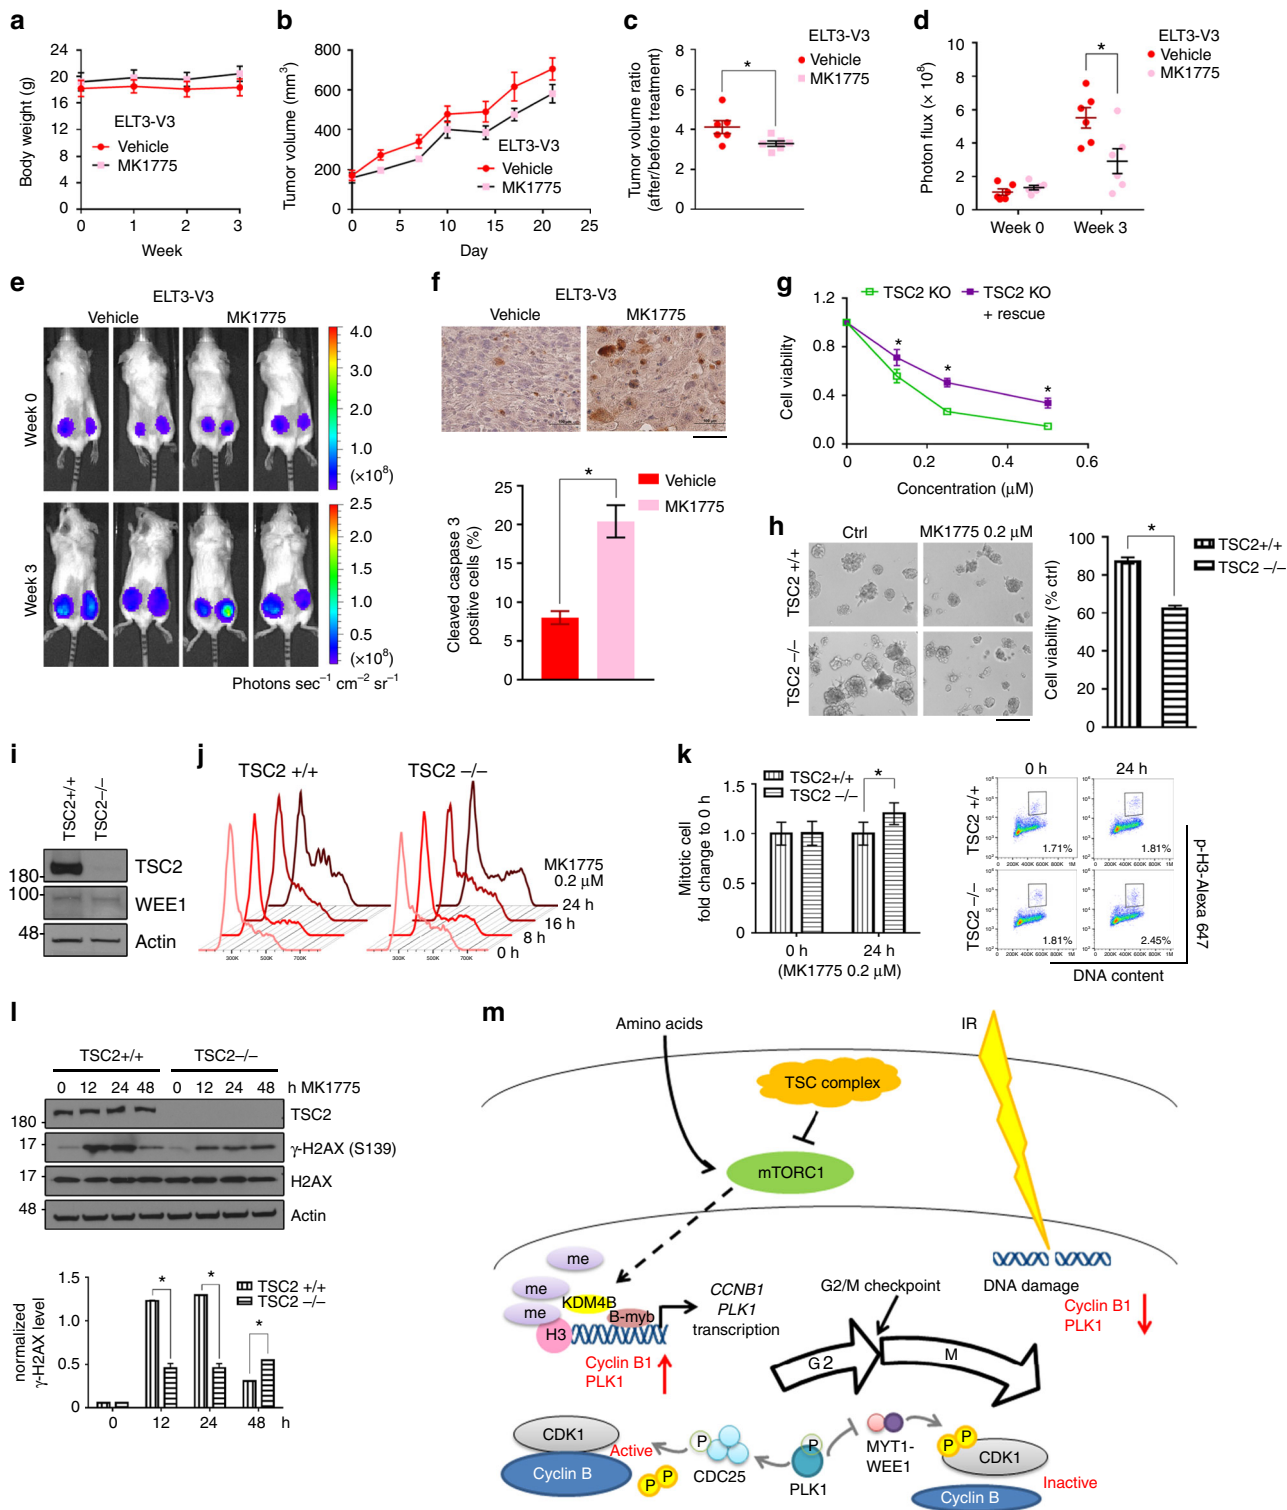 a
24
20
16
12
8
4
0
Body weight (g)
ELT3-V3
Vehicle
MK1775
0 1 2 3
Week
b
800
600
400
200
0
Tumor volume (mm³)
ELT3-V3
Vehicle
MK1775
0 5 10 15 20 25
Day
c
8
6
4
2
0
Tumor volume ratio
(after/before treatment)
*
ELT3-V3
Vehicle
MK1775
d
10
8
6
4
2
0
Photon flux (× 10⁸)
*
ELT3-V3
Vehicle
MK1775
Week 0 Week 3
e
ELT3-V3
Vehicle MK1775
Week 0
4.0
3.0
2.0
1.0
(×10⁸)
Week 3
2.5
2.0
1.5
1.0
0.5
(×10⁸)
Photons sec⁻¹ cm⁻² sr⁻¹
f
ELT3-V3
Vehicle MK1775
25
20
15
10
5
0
Cleaved caspase 3
positive cells (%)
*
Vehicle
MK1775
g
TSC2 KO
TSC2 KO
+ rescue
1.2
0.8
0.4
0.0
Cell viability
* * *
0 0.2 0.4 0.6
Concentration (μM)
h
Ctrl MK1775 0.2 μM
TSC2 +/+
TSC2 –/–
100
80
60
40
20
0
Cell viability (% ctrl)
*
TSC2+/+
TSC2 –/–
i
TSC2+/+
TSC2–/–
180 TSC2
100 WEE1
48 Actin
j
TSC2 +/+ TSC2 –/–
MK1775
0.2 μM
24 h
16 h
8 h
0 h
300K 500K 700K
300K 500K 700K
k
1.5
1.0
0.5
0
Mitotic cell
fold change to 0 h
TSC2+/+
TSC2 –/–
*
0 h 24 h
(MK1775 0.2 μM)
0 h 24 h
TSC2 +/+
1.71% 1.81%
TSC2 –/–
1.81% 2.45%
0 200K 400K 600K 800K 1M
p-H3-Alexa 647
DNA content
l
TSC2+/+ TSC2–/–
0 12 24 48 0 12 24 48 h MK1775
180 TSC2
17 γ-H2AX (S139)
17 H2AX
48 Actin
1.5
1.0
0.5
0
normalized
γ-H2AX level
TSC2 +/+
TSC2 –/–
* * *
0 12 24 48 h
m
Amino acids
IR
TSC complex
mTORC1
me
me
me
KDM4B
B-myb
H3
CCNB1
PLK1
transcription
Cyclin B1
PLK1
G2/M checkpoint
DNA damage
Cyclin B1
PLK1
G2
M
CDK1
Cyclin B
Active
P P
P
CDC25
P
PLK1
MYT1-
WEE1
P P
CDK1
Inactive
Cyclin B